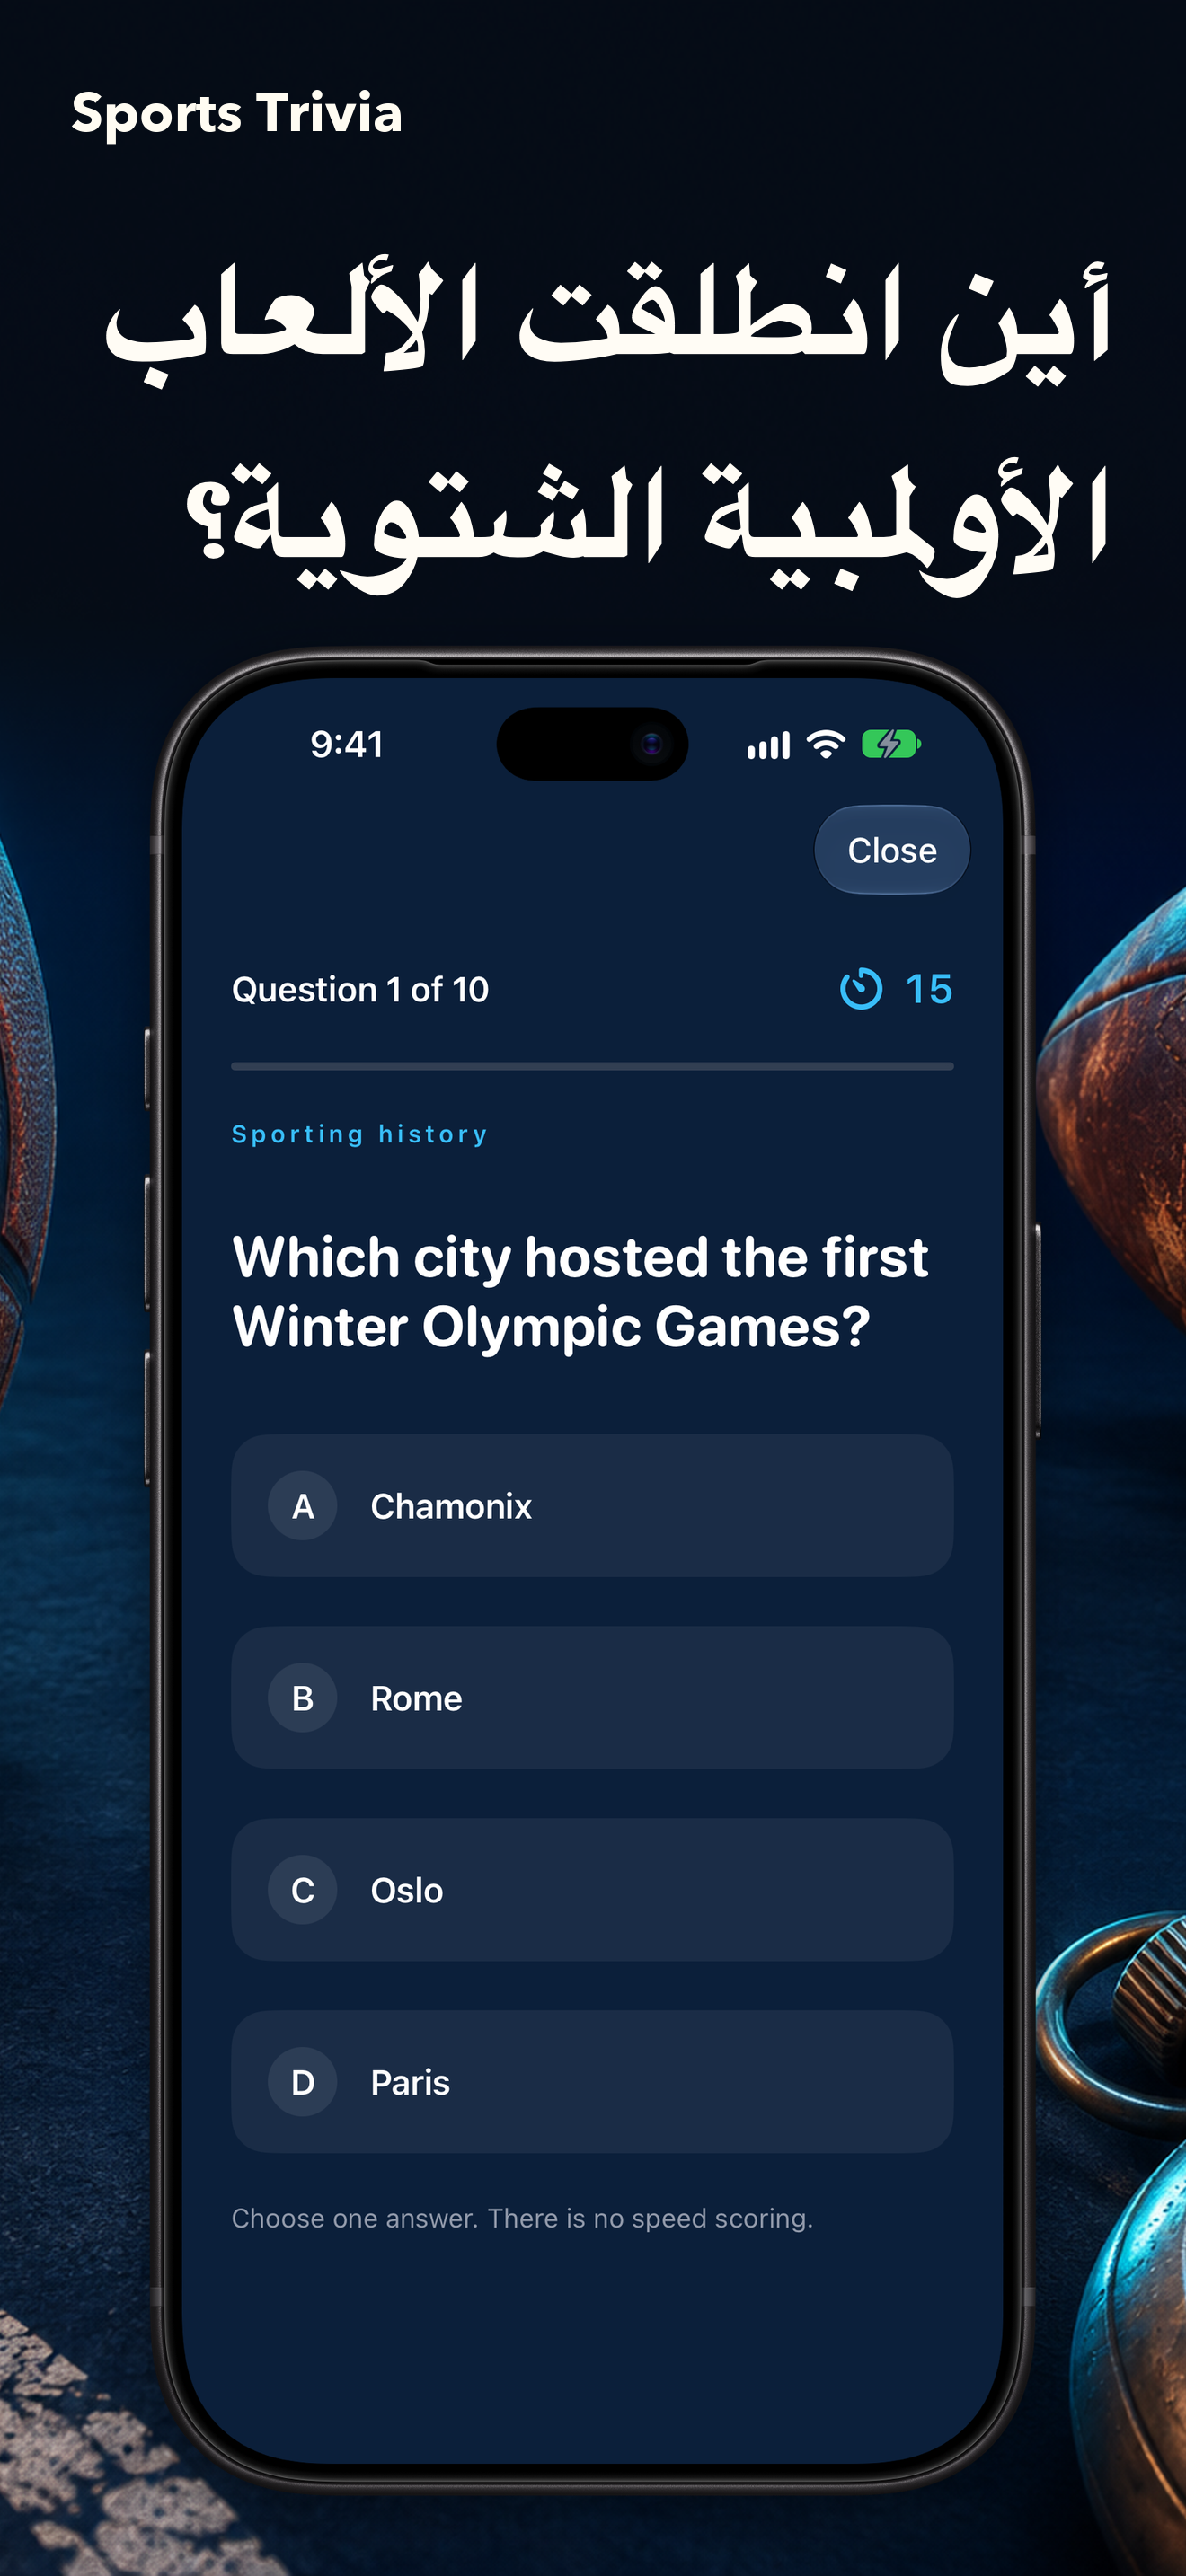 Sports Trivia
أين انطلقت الألعاب
الأولمبية الشتوية؟
9:41
Close
Question 1 of 10
15
Sporting history
Which city hosted the first
Winter Olympic Games?
A Chamonix
B Rome
C Oslo
D Paris
Choose one answer. There is no speed scoring.